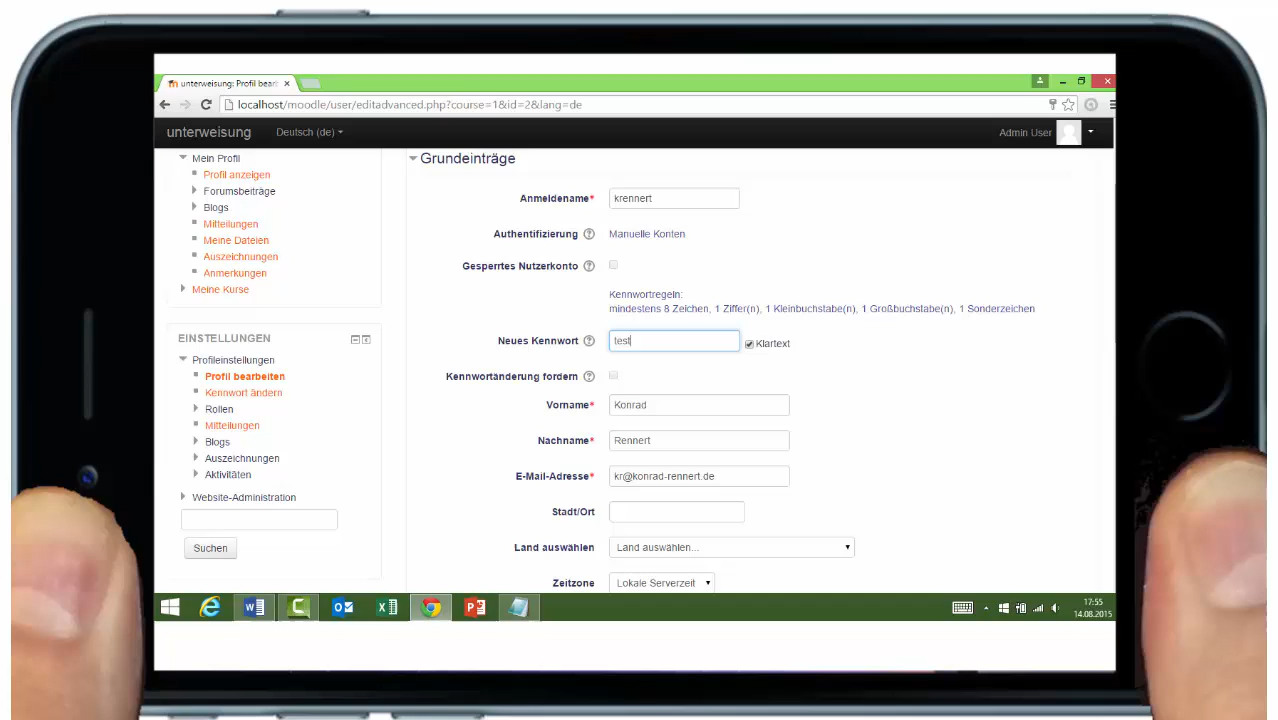 unterweisung: Profil bear
localhost/moodle/user/editadvanced.php?course=1&id=2&lang=de
unterweisung
Deutsch (de)
Admin User
Mein Profil
Profil anzeigen
Forumsbeiträge
Blogs
Mitteilungen
Meine Dateien
Auszeichnungen
Anmerkungen
Meine Kurse
EINSTELLUNGEN
Profileinstellungen
Profil bearbeiten
Kennwort ändern
Rollen
Mitteilungen
Blogs
Auszeichnungen
Aktivitäten
Website-Administration
Suchen
Grundeinträge
Anmeldename* krennert
Authentifizierung Manuelle Konten
Gesperrtes Nutzerkonto
Kennwortregeln:
mindestens 8 Zeichen, 1 Ziffer(n), 1 Kleinbuchstabe(n), 1 Großbuchstabe(n), 1 Sonderzeichen
Neues Kennwort test Klartext
Kennwortänderung fordern
Vorname* Konrad
Nachname* Rennert
E-Mail-Adresse* kr@konrad-rennert.de
Stadt/Ort
Land auswählen Land auswählen...
Zeitzone Lokale Serverzeit
17:55
14.08.2015